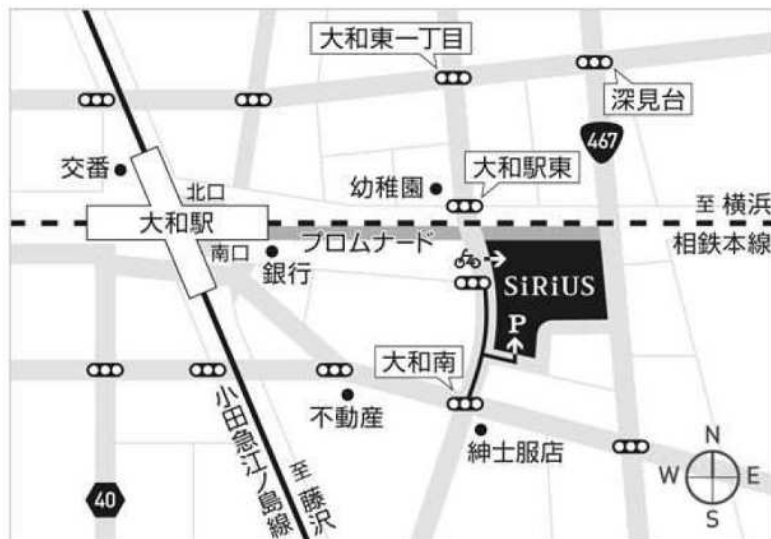 大和東一丁目
深見台
467
交番
北口
幼稚園
大和駅東
至 横浜
大和駅
南口
プロムナード
相鉄本線
銀行
SiRiUS
P
大和南
不動産
小田急江ノ島線
至 藤沢
紳士服店
40
N
W
E
S